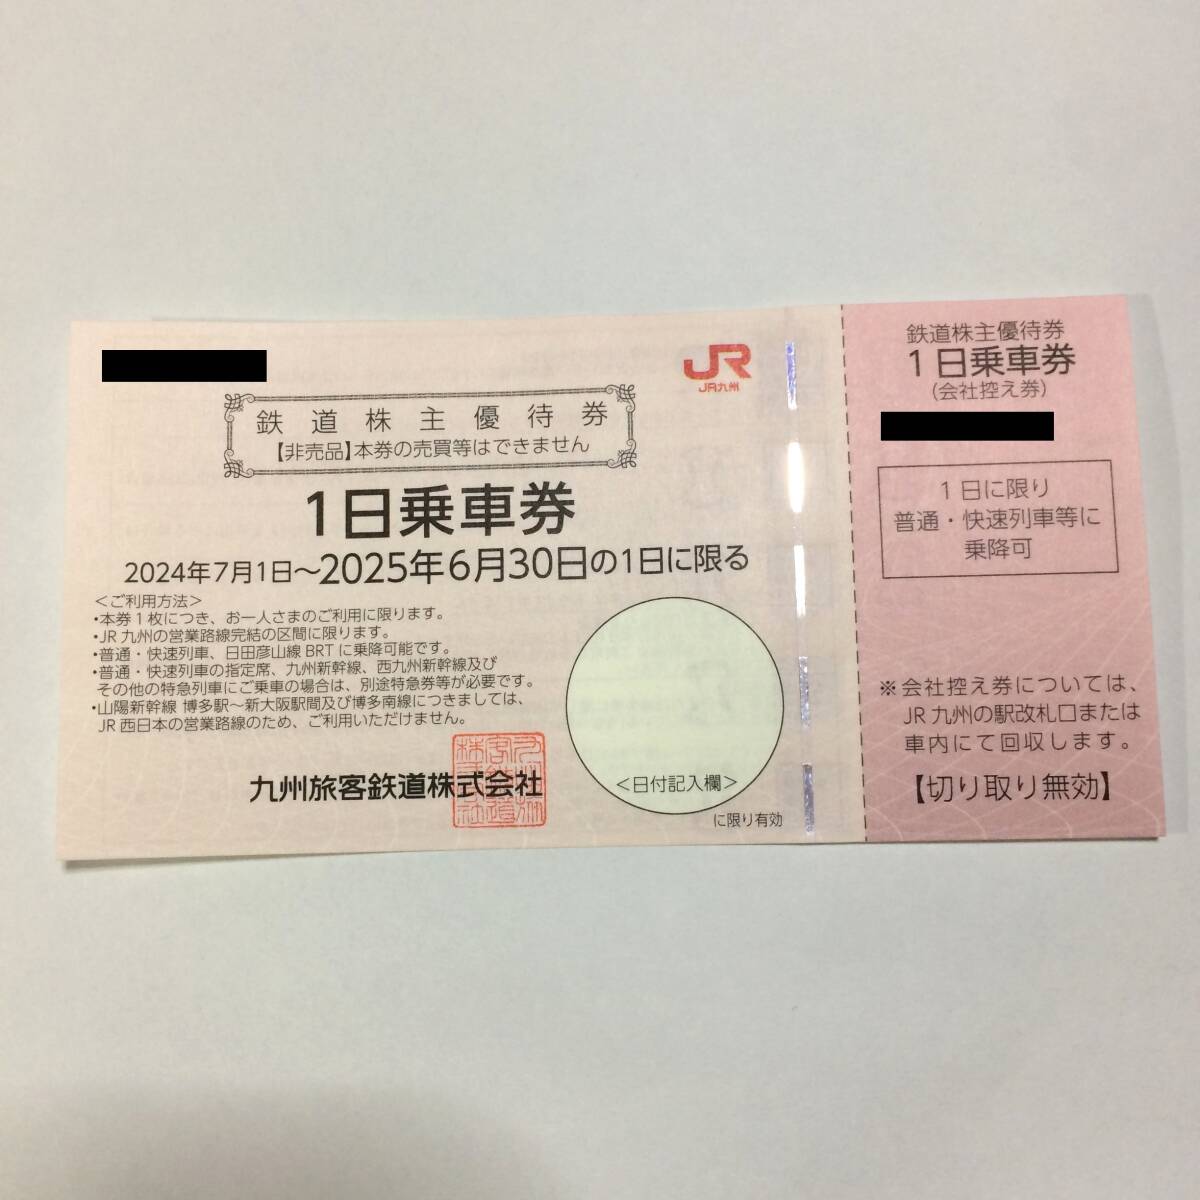 JR
JR九州
鉄道株主優待券
【非売品】本券の売買等はできません
1日乗車券
2024年7月1日～2025年6月30日の1日に限る
＜ご利用方法＞
・本券1枚につき、お一人さまのご利用に限ります。
・JR九州の営業路線完結の区間に限ります。
・普通・快速列車、日田彦山線BRTに乗降可能です。
・普通・快速列車の指定席、九州新幹線、西九州新幹線及び
その他の特急列車にご乗車の場合は、別途特急券等が必要です。
・山陽新幹線 博多駅～新大阪駅間及び博多南線につきましては、
JR西日本の営業路線のため、ご利用いただけません。
九州旅客鉄道株式会社
＜日付記入欄＞
に限り有効
鉄道株主優待券
1日乗車券
(会社控え券)
1日に限り
普通・快速列車等に
乗降可
※会社控え券については、
JR九州の駅改札口または
車内にて回収します。
【切り取り無効】